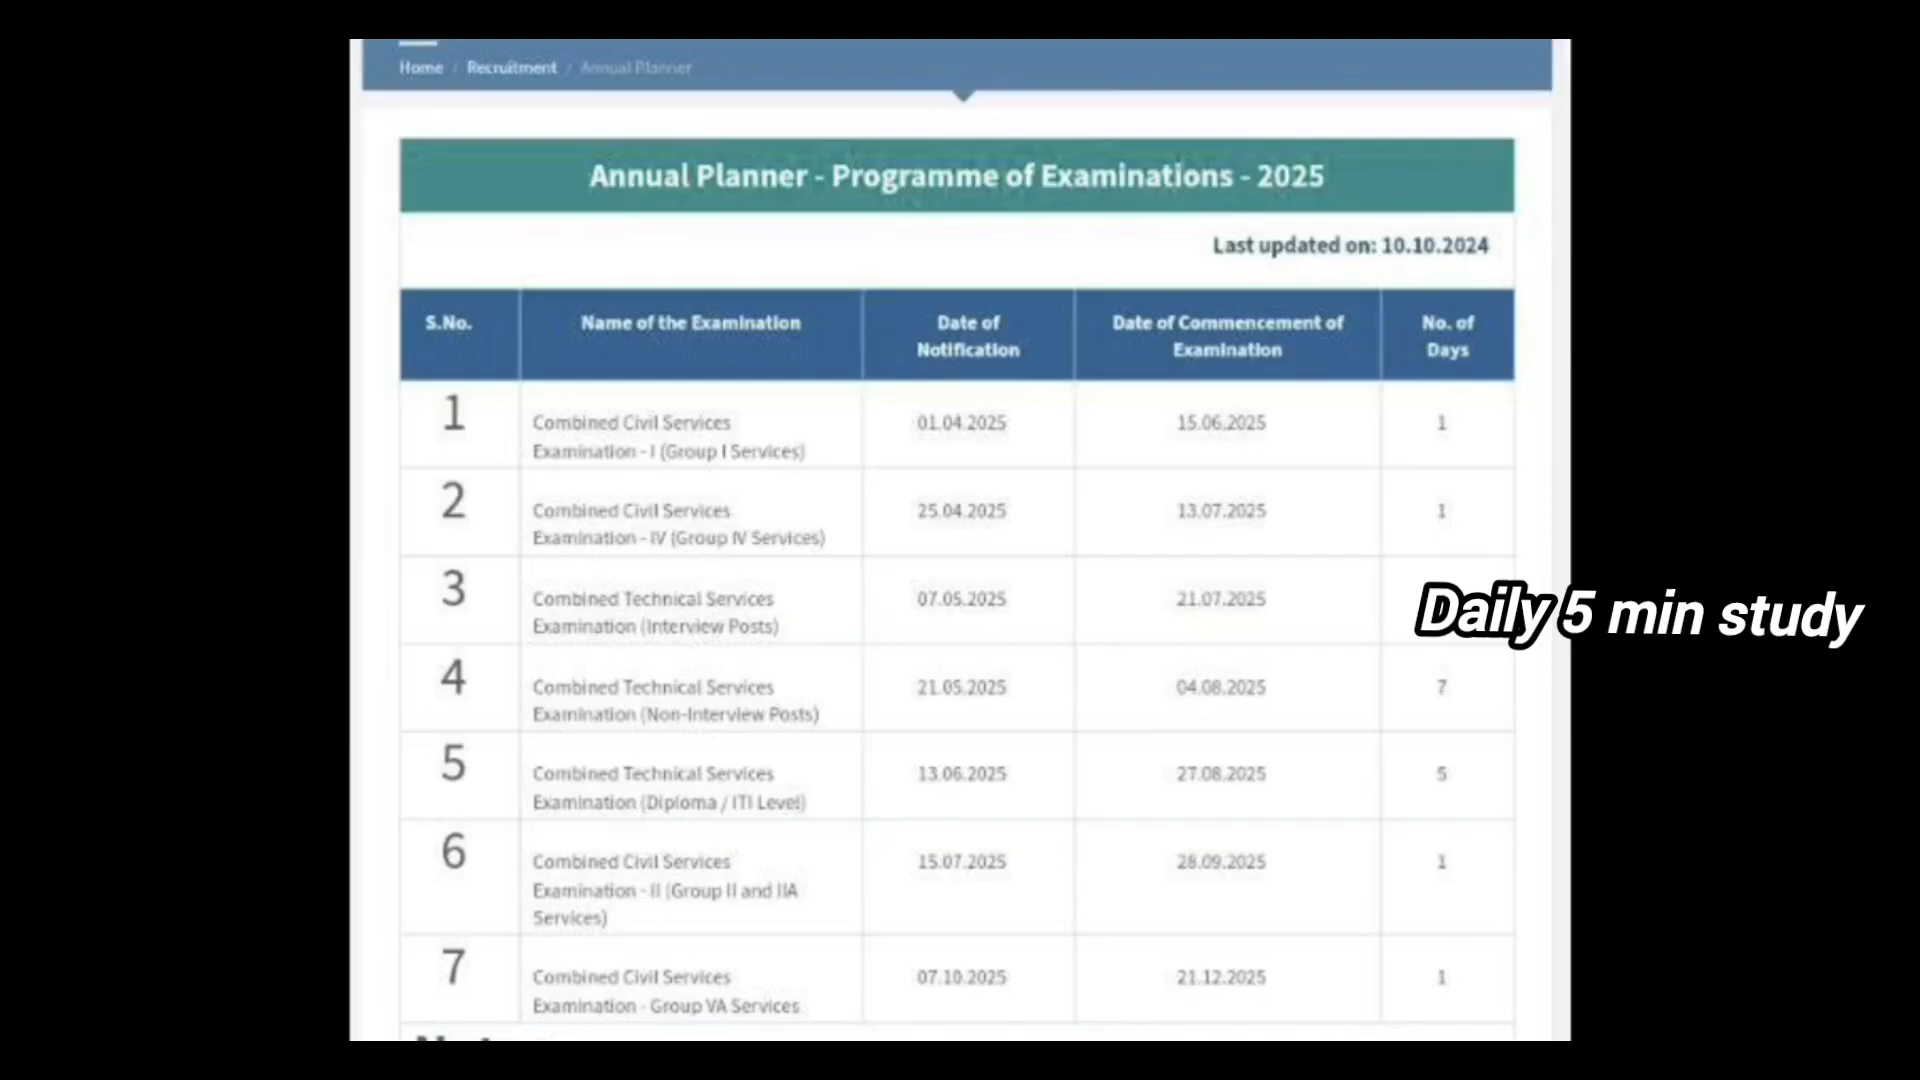 Home / Recruitment / Annual Planner
Annual Planner - Programme of Examinations - 2025
Last updated on: 10.10.2024
S.No. Name of the Examination Date of Notification Date of Commencement of Examination No. of Days
1 Combined Civil Services Examination - I (Group I Services) 01.04.2025 15.06.2025 1
2 Combined Civil Services Examination - IV (Group IV Services) 25.04.2025 13.07.2025 1
3 Combined Technical Services Examination (Interview Posts) 07.05.2025 21.07.2025
Daily 5 min study
4 Combined Technical Services Examination (Non-Interview Posts) 21.05.2025 04.08.2025 7
5 Combined Technical Services Examination (Diploma / ITI Level) 13.06.2025 27.08.2025 5
6 Combined Civil Services Examination - II (Group II and IIA Services) 15.07.2025 28.09.2025 1
7 Combined Civil Services Examination - Group VA Services 07.10.2025 21.12.2025 1